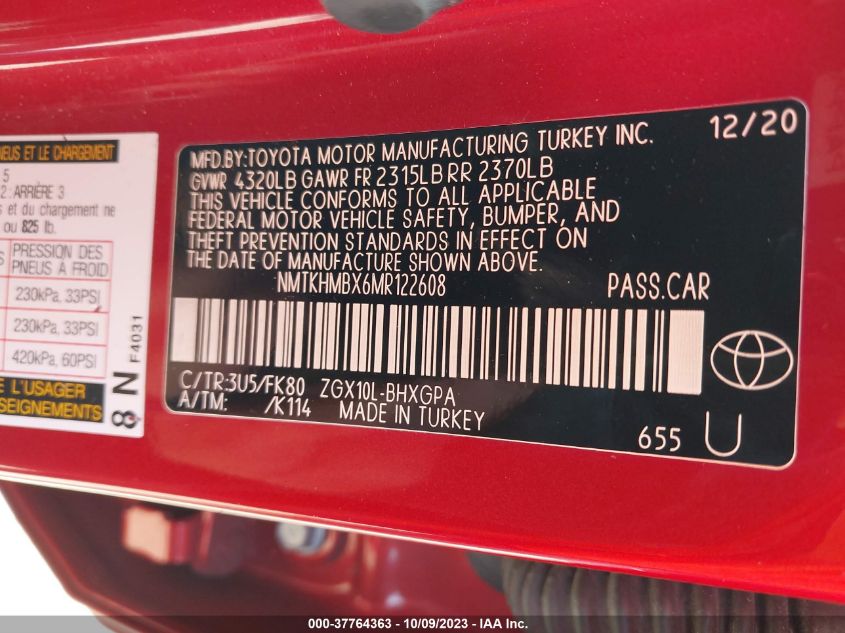 NEUS ET LE CHARGEMENT
5
2: ARRIÈRE 3
s et du chargement ne
ou 825 lb.
PRESSION DES
PNEUS À FROID
230kPa, 33PSI
230kPa, 33PSI
420kPa, 60PSI
E L'USAGER
SEIGNEMENTS
8 N
F4031
12/20
MFD.BY:TOYOTA MOTOR MANUFACTURING TURKEY INC.
GVWR 4320LB GAWR FR 2315LB RR 2370LB
THIS VEHICLE CONFORMS TO ALL APPLICABLE
FEDERAL MOTOR VEHICLE SAFETY, BUMPER, AND
THEFT PREVENTION STANDARDS IN EFFECT ON
THE DATE OF MANUFACTURE SHOWN ABOVE.
NMTKHMBX6MR122608 PASS.CAR
C/TR:3U5/FK80 ZGX10L-BHXGPA
A/TM: /K114 MADE IN TURKEY
655 U
000-37764363 - 10/09/2023 - IAA Inc.